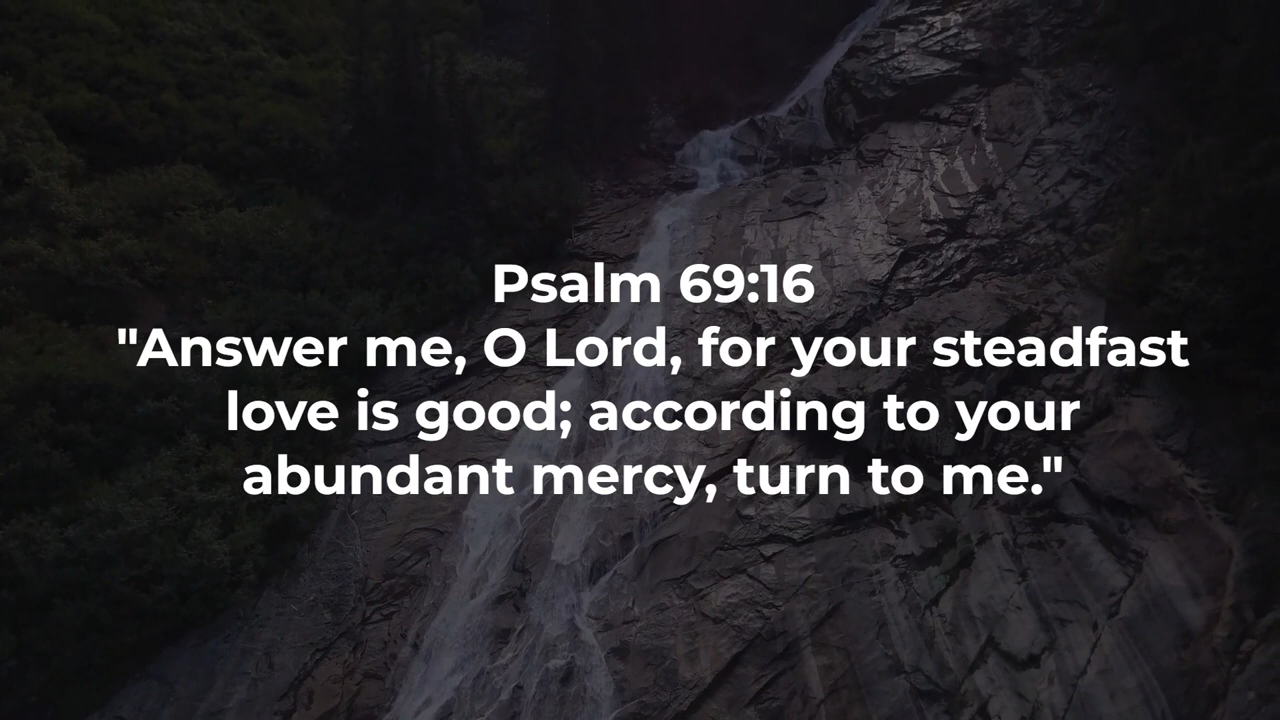 Psalm 69:16
"Answer me, O Lord, for your steadfast
love is good; according to your
abundant mercy, turn to me."